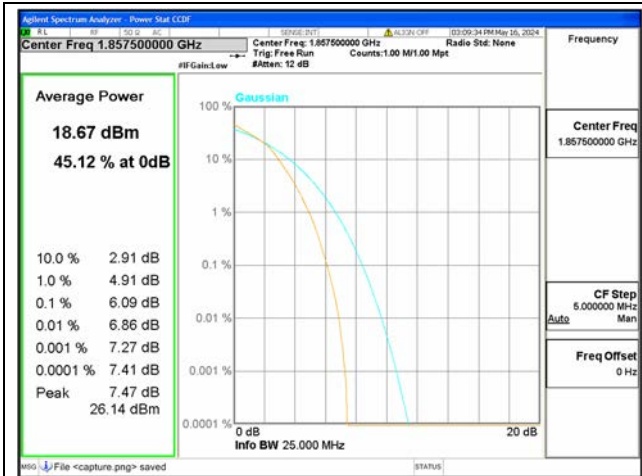 Agilent Spectrum Analyzer - Power Stat CCDF
RL RF 50 Ω AC SENSE:INT ALIGN OFF 03:09:34 PM May 16, 2024
Center Freq 1.857500000 GHz
Center Freq: 1.857500000 GHz Radio Std: None
Trig: Free Run Counts:1.00 M/1.00 Mpt
#IFGain:Low #Atten: 12 dB
Frequency
Average Power
18.67 dBm
45.12 % at 0dB
10.0 % 2.91 dB
1.0 % 4.91 dB
0.1 % 6.09 dB
0.01 % 6.86 dB
0.001 % 7.27 dB
0.0001 % 7.41 dB
Peak 7.47 dB
26.14 dBm
Gaussian
100 %
10 %
1 %
0.1 %
0.01 %
0.001 %
0.0001 %
0 dB 20 dB
Info BW 25.000 MHz
Center Freq
1.857500000 GHz
CF Step
5.000000 MHz
Auto Man
Freq Offset
0 Hz
MSG File <capture.png> saved STATUS